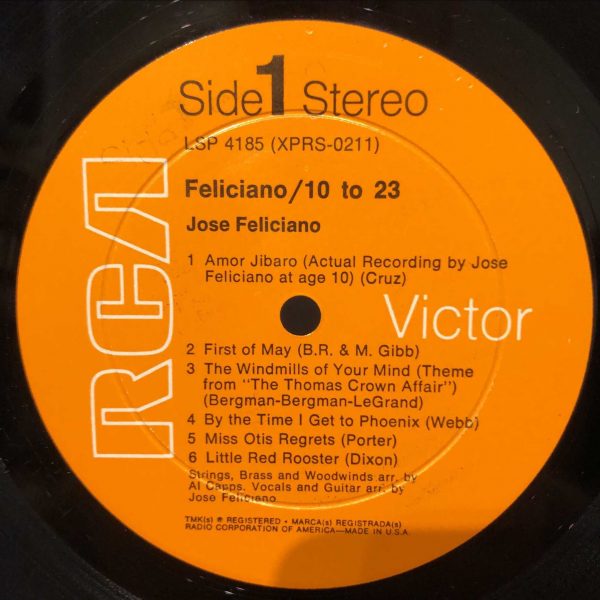 Side 1 Stereo
LSP 4185 (XPRS-0211)
Feliciano/10 to 23
Jose Feliciano
1 Amor Jibaro (Actual Recording by Jose
Feliciano at age 10) (Cruz)
RCA
Victor
2 First of May (B.R. & M. Gibb)
3 The Windmills of Your Mind (Theme
from "The Thomas Crown Affair")
(Bergman-Bergman-LeGrand)
4 By the Time I Get to Phoenix (Webb)
5 Miss Otis Regrets (Porter)
6 Little Red Rooster (Dixon)
Strings, Brass and Woodwinds arr. by
Al Capps. Vocals and Guitar arr. by
Jose Feliciano
TMK(s) ® REGISTERED • MARCA(s) REGISTRADA(s)
RADIO CORPORATION OF AMERICA—MADE IN U.S.A.